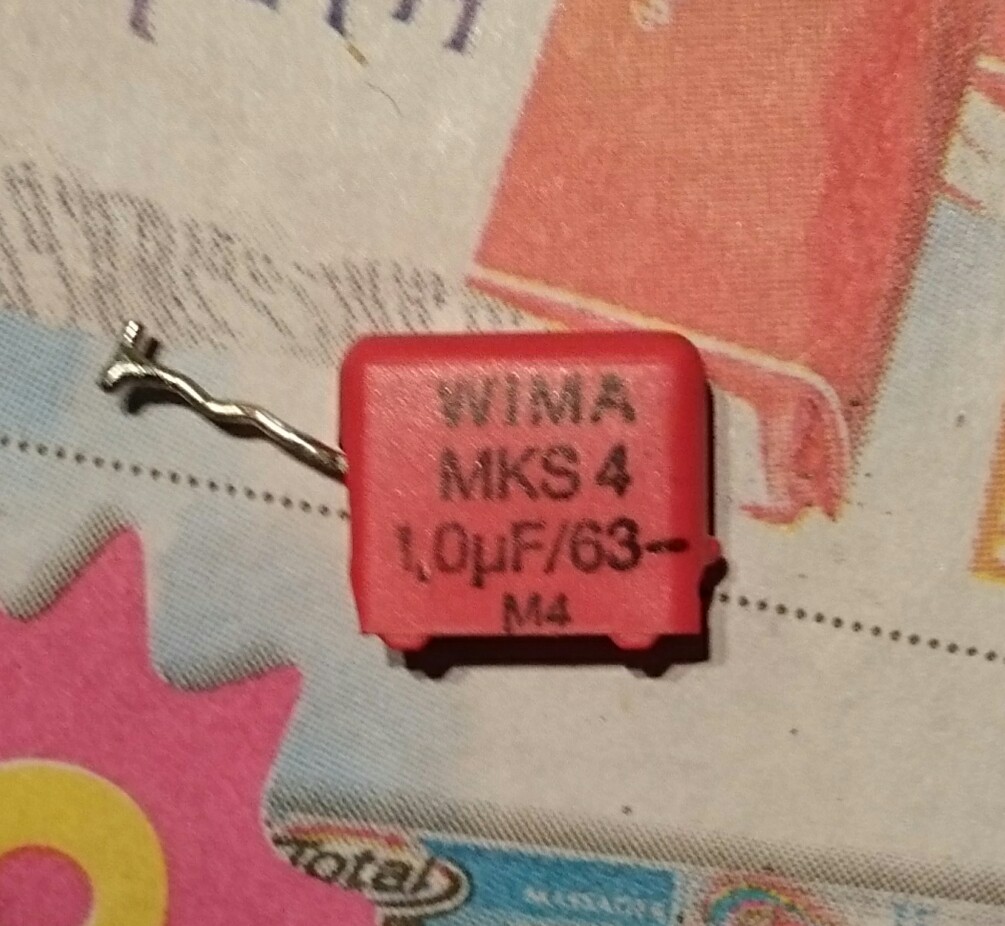 WIMA
MKS 4
1,0µF/63-
M4
Total